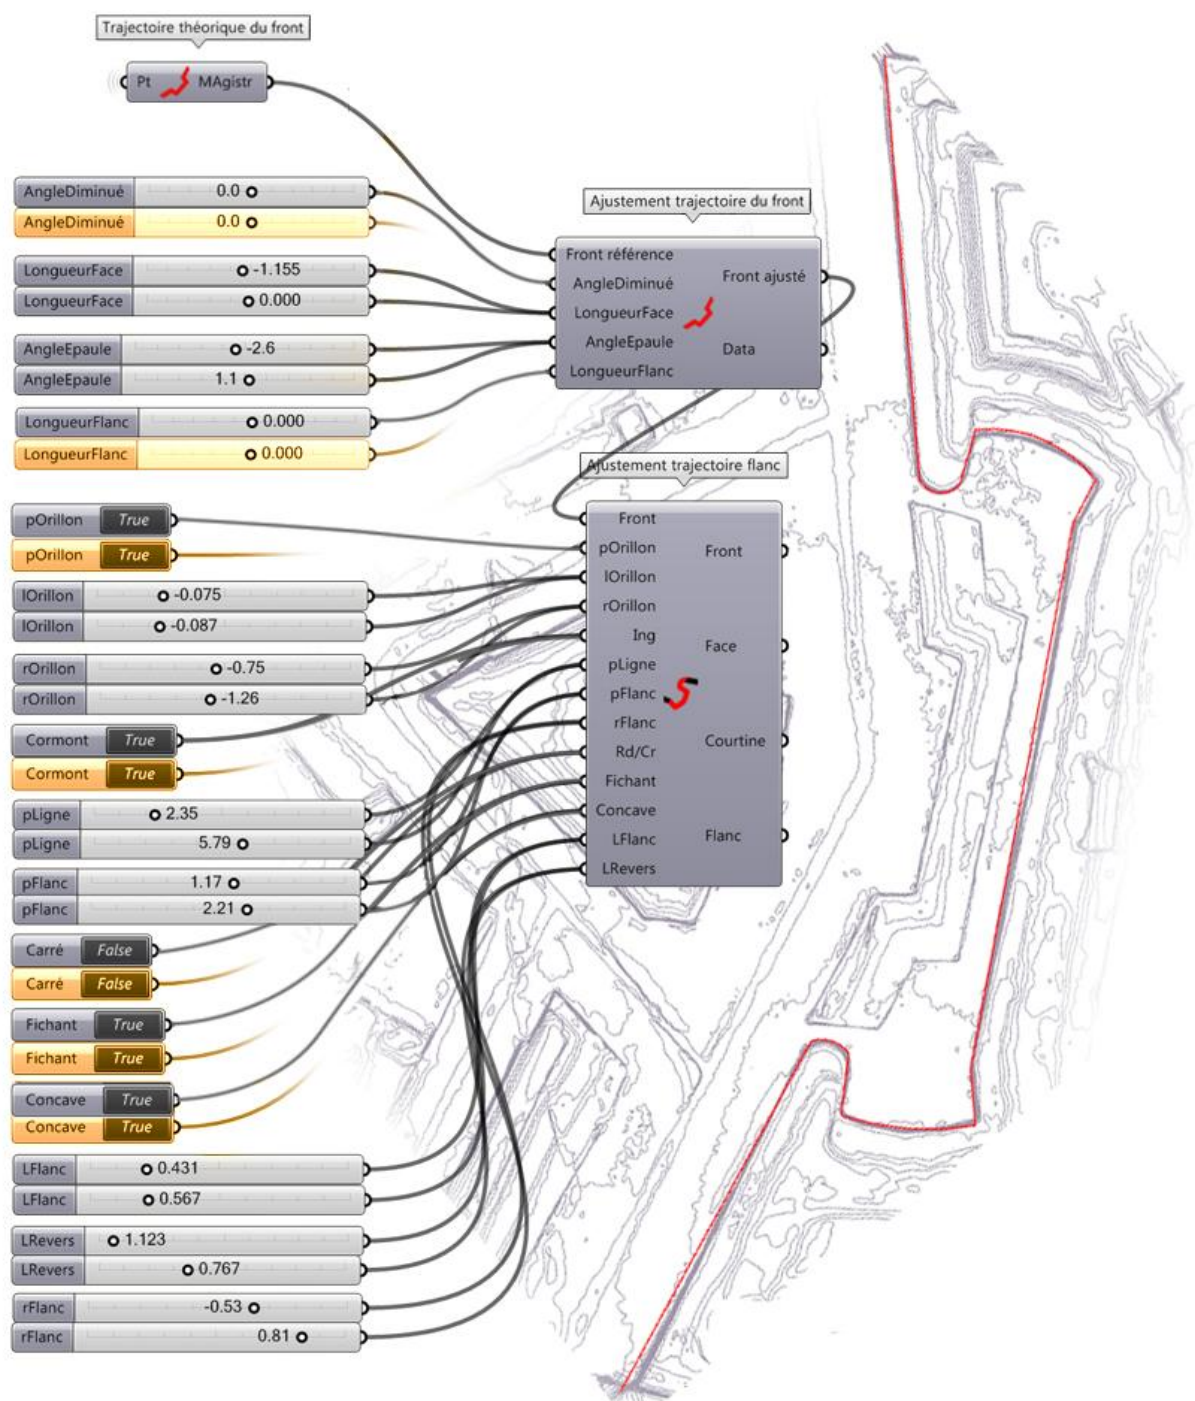 Trajectoire théorique du front
Pt MAgistr
AngleDiminué 0.0
AngleDiminué 0.0
LongueurFace -1.155
LongueurFace 0.000
AngleEpaule -2.6
AngleEpaule 1.1
LongueurFlanc 0.000
LongueurFlanc 0.000
Ajustement trajectoire du front
Front référence
AngleDiminué
LongueurFace
AngleEpaule
LongueurFlanc
Front ajusté
Data
pOrillon True
pOrillon True
lOrillon -0.075
lOrillon -0.087
rOrillon -0.75
rOrillon -1.26
Cormont True
Cormont True
pLigne 2.35
pLigne 5.79
pFlanc 1.17
pFlanc 2.21
Carré False
Carré False
Fichant True
Fichant True
Concave True
Concave True
LFlanc 0.431
LFlanc 0.567
LRevers 1.123
LRevers 0.767
rFlanc -0.53
rFlanc 0.81
Ajustement trajectoire flanc
Front
pOrillon
lOrillon
rOrillon
Ing
pLigne
pFlanc
rFlanc
Rd/Cr
Fichant
Concave
LFlanc
LRevers
Front
Face
Courtine
Flanc